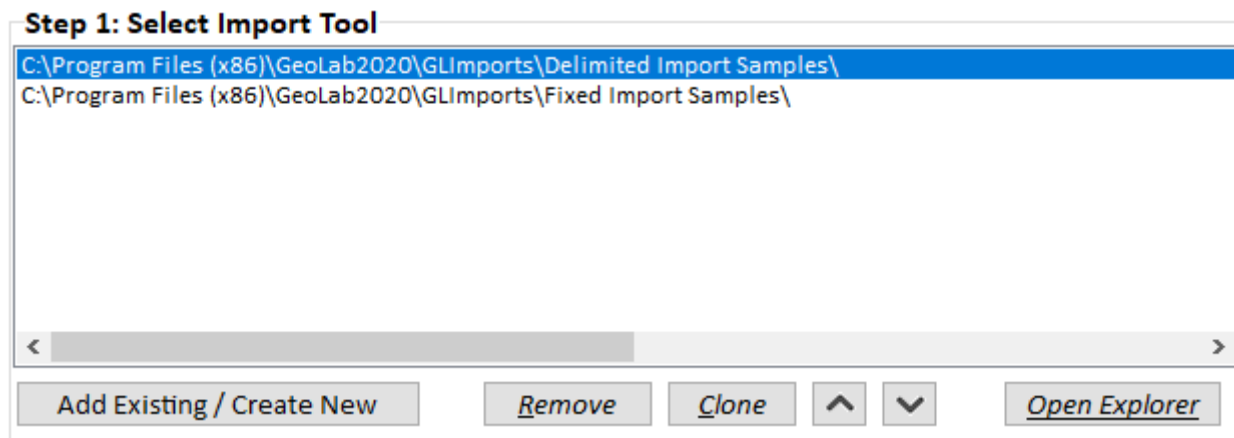 Step 1: Select Import Tool
C:\Program Files (x86)\GeoLab2020\GLImports\Delimited Import Samples\
C:\Program Files (x86)\GeoLab2020\GLImports\Fixed Import Samples\
Add Existing / Create New Remove Clone Open Explorer